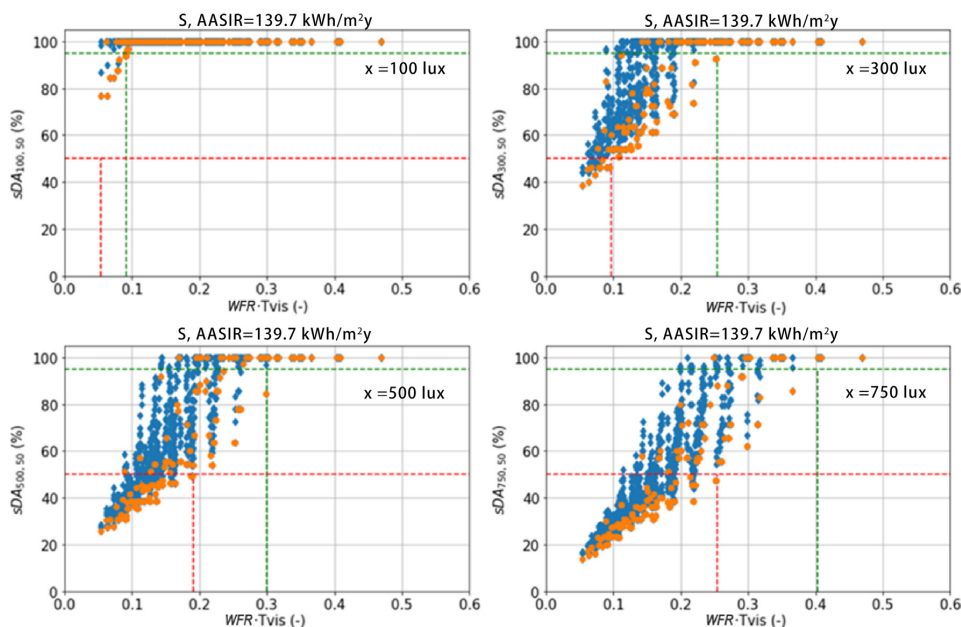 S, AASIR=139.7 kWh/m²y
100
80
60
40
20
0
sDA₁₀₀, ₅₀ (%)
x =100 lux
0.0 0.1 0.2 0.3 0.4 0.5 0.6
WFR·Tvis (-)
S, AASIR=139.7 kWh/m²y
100
80
60
40
20
0
sDA₃₀₀, ₅₀ (%)
x =300 lux
0.0 0.1 0.2 0.3 0.4 0.5 0.6
WFR·Tvis (-)
S, AASIR=139.7 kWh/m²y
100
80
60
40
20
0
sDA₅₀₀, ₅₀ (%)
x =500 lux
0.0 0.1 0.2 0.3 0.4 0.5 0.6
WFR·Tvis (-)
S, AASIR=139.7 kWh/m²y
100
80
60
40
20
0
sDA₇₅₀, ₅₀ (%)
x =750 lux
0.0 0.1 0.2 0.3 0.4 0.5 0.6
WFR·Tvis (-)